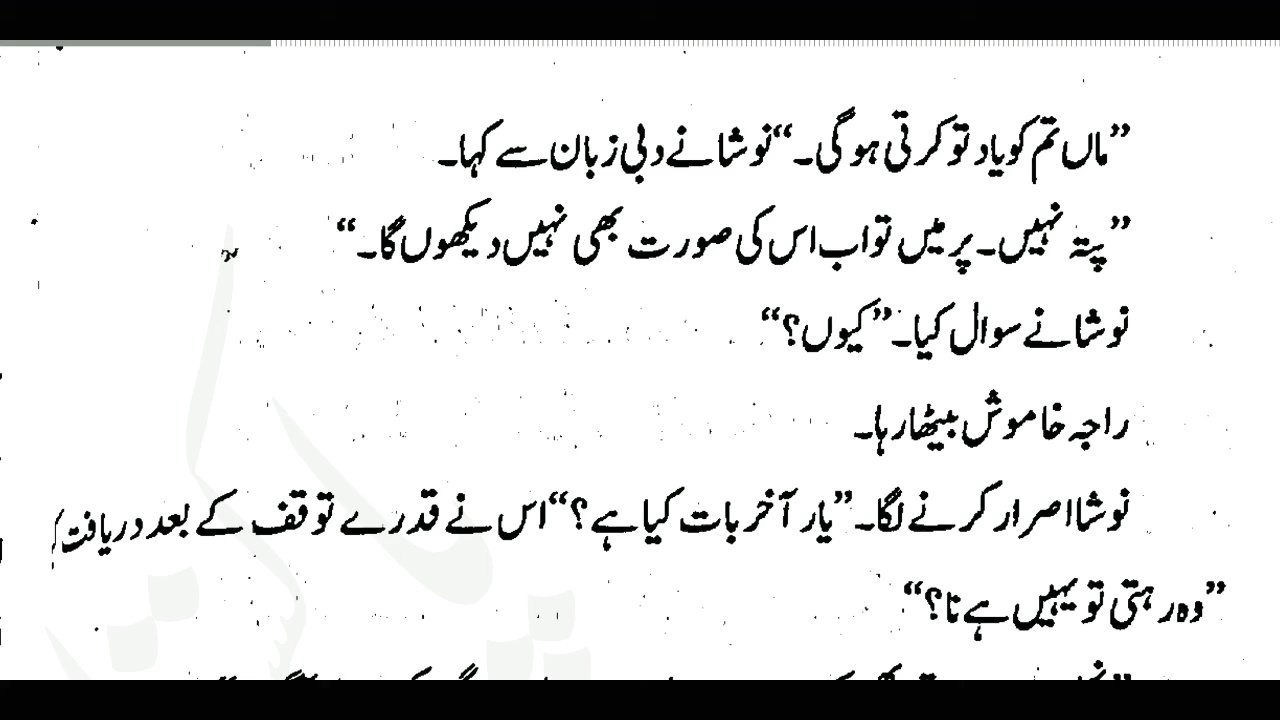 ”ماں تم کو یاد تو کرتی ہو گی۔“ نوشا نے دبی زبان سے کہا۔
”پتہ نہیں۔ پر میں تو اب اس کی صورت بھی نہیں دیکھوں گا۔“
نوشا نے سوال کیا۔ ”کیوں؟“
راجہ خاموش بیٹھا رہا۔
نوشا اصرار کرنے لگا۔ ”یار آخر بات کیا ہے؟“ اس نے قدرے توقف کے بعد دریافت
”وہ رہتی تو یہیں ہے نا؟“